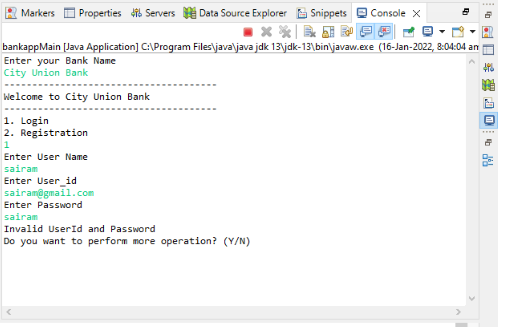 Markers Properties Servers Data Source Explorer Snippets Console
bankappMain [Java Application] C:\Program Files\java\java jdk 13\jdk-13\bin\javaw.exe (16-Jan-2022, 8:04:04 am
Enter your Bank Name
City Union Bank
--------------------------------------
Welcome to City Union Bank
--------------------------------------
1. Login
2. Registration
1
Enter User Name
sairam
Enter User_id
sairam@gmail.com
Enter Password
sairam
Invalid UserId and Password
Do you want to perform more operation? (Y/N)